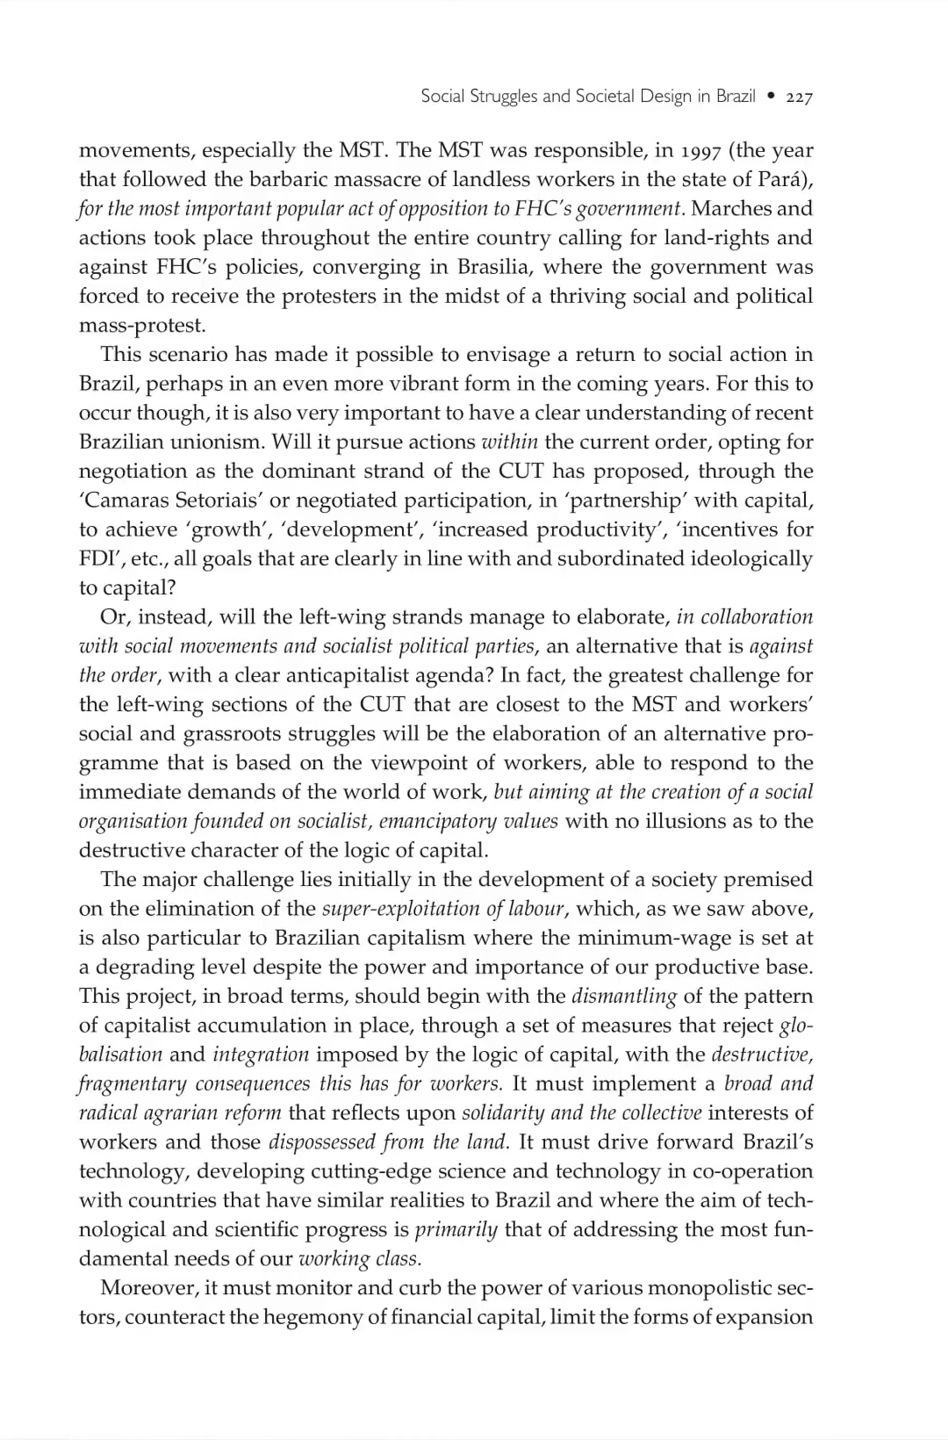 Social Struggles and Societal Design in Brazil • 227
movements, especially the MST. The MST was responsible, in 1997 (the year
that followed the barbaric massacre of landless workers in the state of Pará),
for the most important popular act of opposition to FHC’s government. Marches and
actions took place throughout the entire country calling for land-rights and
against FHC’s policies, converging in Brasilia, where the government was
forced to receive the protesters in the midst of a thriving social and political
mass-protest.
This scenario has made it possible to envisage a return to social action in
Brazil, perhaps in an even more vibrant form in the coming years. For this to
occur though, it is also very important to have a clear understanding of recent
Brazilian unionism. Will it pursue actions within the current order, opting for
negotiation as the dominant strand of the CUT has proposed, through the
‘Camaras Setoriais’ or negotiated participation, in ‘partnership’ with capital,
to achieve ‘growth’, ‘development’, ‘increased productivity’, ‘incentives for
FDI’, etc., all goals that are clearly in line with and subordinated ideologically
to capital?
Or, instead, will the left-wing strands manage to elaborate, in collaboration
with social movements and socialist political parties, an alternative that is against
the order, with a clear anticapitalist agenda? In fact, the greatest challenge for
the left-wing sections of the CUT that are closest to the MST and workers’
social and grassroots struggles will be the elaboration of an alternative pro-
gramme that is based on the viewpoint of workers, able to respond to the
immediate demands of the world of work, but aiming at the creation of a social
organisation founded on socialist, emancipatory values with no illusions as to the
destructive character of the logic of capital.
The major challenge lies initially in the development of a society premised
on the elimination of the super-exploitation of labour, which, as we saw above,
is also particular to Brazilian capitalism where the minimum-wage is set at
a degrading level despite the power and importance of our productive base.
This project, in broad terms, should begin with the dismantling of the pattern
of capitalist accumulation in place, through a set of measures that reject glo-
balisation and integration imposed by the logic of capital, with the destructive,
fragmentary consequences this has for workers. It must implement a broad and
radical agrarian reform that reflects upon solidarity and the collective interests of
workers and those dispossessed from the land. It must drive forward Brazil’s
technology, developing cutting-edge science and technology in co-operation
with countries that have similar realities to Brazil and where the aim of tech-
nological and scientific progress is primarily that of addressing the most fun-
damental needs of our working class.
Moreover, it must monitor and curb the power of various monopolistic sec-
tors, counteract the hegemony of financial capital, limit the forms of expansion